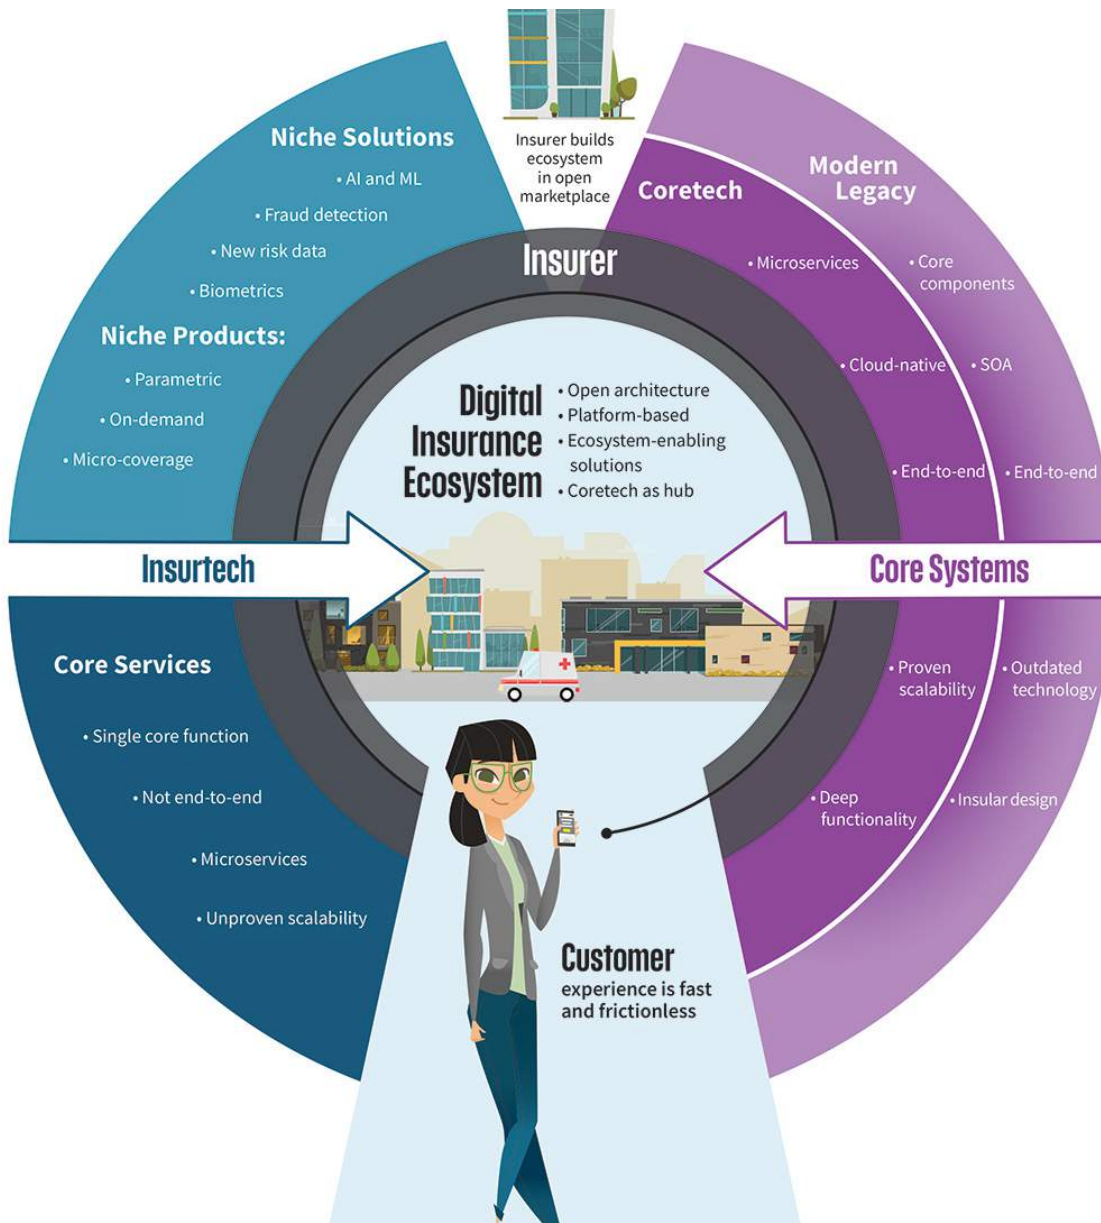 Insurer builds
ecosystem
in open
marketplace
Niche Solutions
• AI and ML
• Fraud detection
• New risk data
• Biometrics
Niche Products:
• Parametric
• On-demand
• Micro-coverage
Coretech
• Microservices
• Cloud-native
• End-to-end
Modern
Legacy
• Core
components
• SOA
• End-to-end
Insurer
Digital
Insurance
Ecosystem
• Open architecture
• Platform-based
• Ecosystem-enabling
solutions
• Coretech as hub
Insurtech
Core Systems
Core Services
• Single core function
• Not end-to-end
• Microservices
• Unproven scalability
• Proven
scalability
• Deep
functionality
• Outdated
technology
• Insular design
Customer
experience is fast
and frictionless